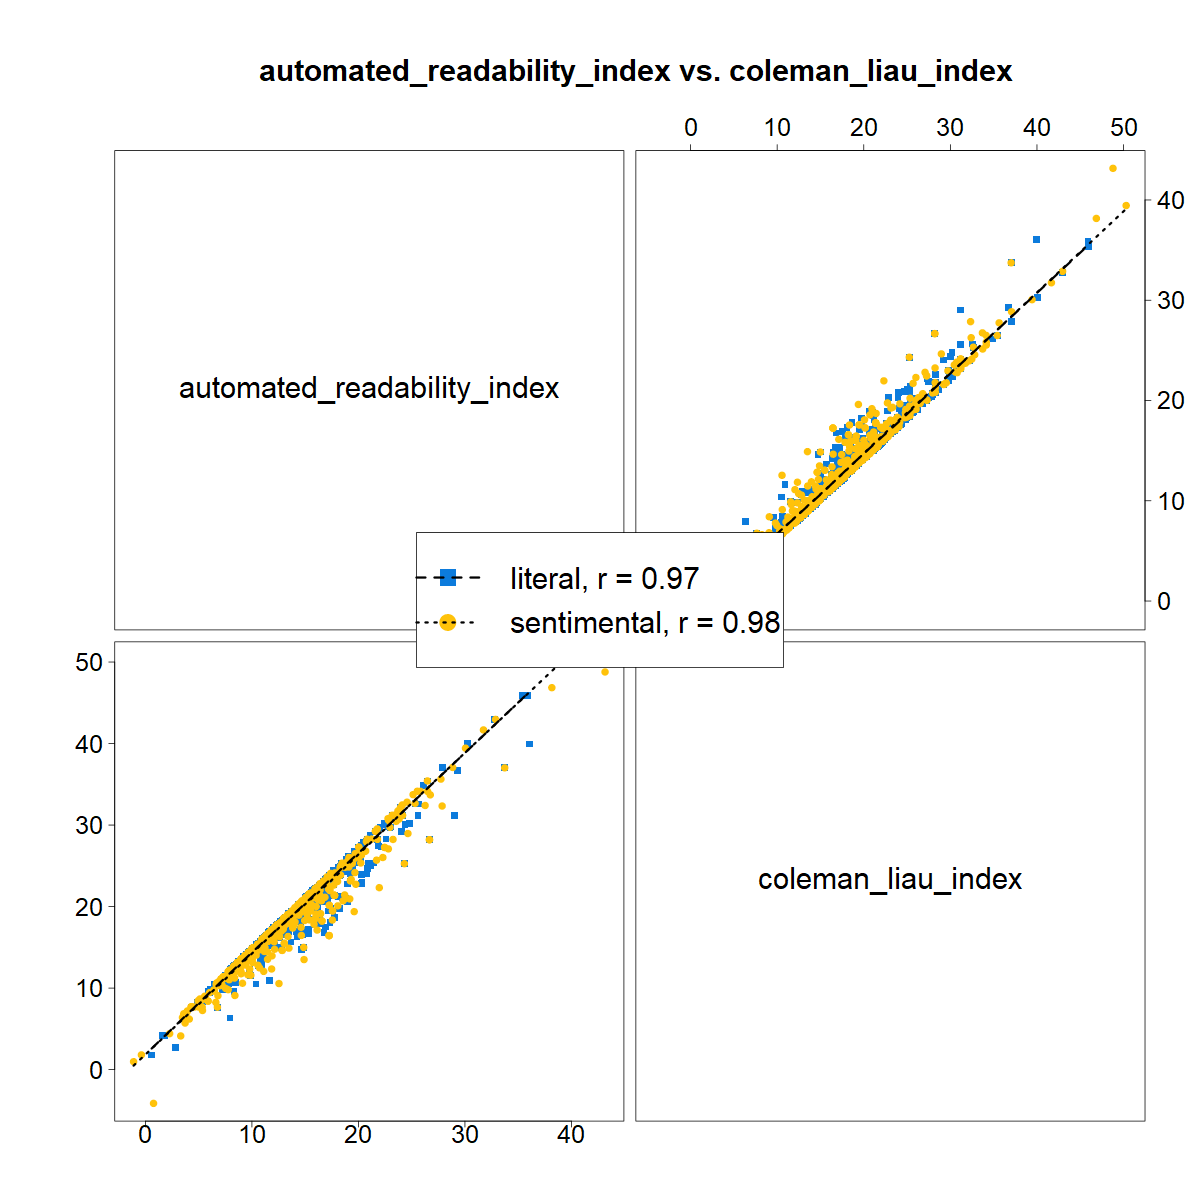 automated_readability_index vs. coleman_liau_index
0 10 20 30 40 50
automated_readability_index
40
30
20
10
0
literal, r = 0.97
sentimental, r = 0.98
50
40
30
20
10
0
coleman_liau_index
0 10 20 30 40